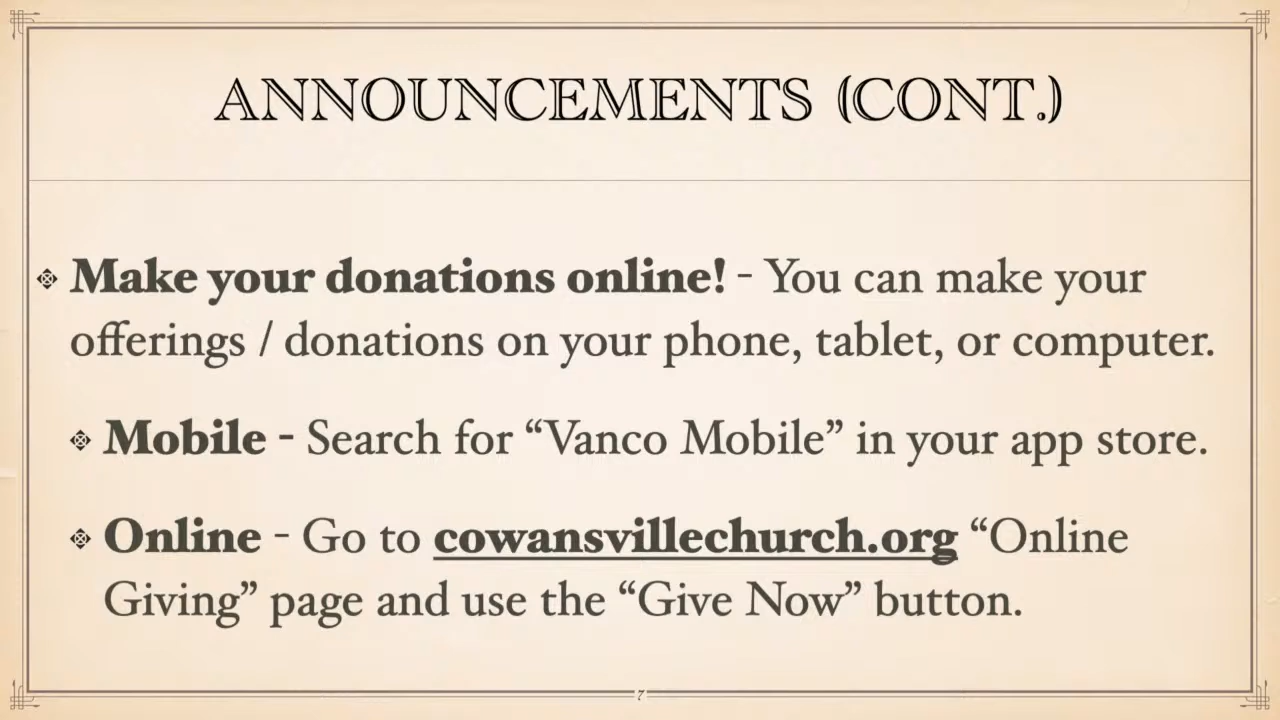 ANNOUNCEMENTS (CONT.)
Make your donations online! - You can make your
offerings / donations on your phone, tablet, or computer.
Mobile - Search for “Vanco Mobile” in your app store.
Online - Go to cowansvillechurch.org “Online
Giving” page and use the “Give Now” button.
7